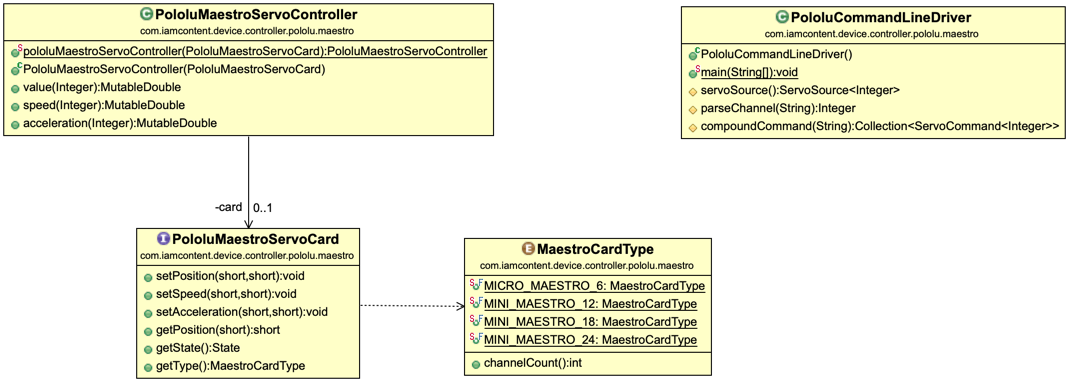 C PololuMaestroServoController
com.iamcontent.device.controller.pololu.maestro
S pololuMaestroServoController(PololuMaestroServoCard):PololuMaestroServoController
C PololuMaestroServoController(PololuMaestroServoCard)
value(Integer):MutableDouble
speed(Integer):MutableDouble
acceleration(Integer):MutableDouble
C PololuCommandLineDriver
com.iamcontent.device.controller.pololu.maestro
C PololuCommandLineDriver()
S main(String[]):void
servoSource():ServoSource<Integer>
parseChannel(String):Integer
compoundCommand(String):Collection<ServoCommand<Integer>>
-card 0..1
I PololuMaestroServoCard
com.iamcontent.device.controller.pololu.maestro
setPosition(short,short):void
setSpeed(short,short):void
setAcceleration(short,short):void
getPosition(short):short
getState():State
getType():MaestroCardType
E MaestroCardType
com.iamcontent.device.controller.pololu.maestro
S F MICRO_MAESTRO_6: MaestroCardType
S F MINI_MAESTRO_12: MaestroCardType
S F MINI_MAESTRO_18: MaestroCardType
S F MINI_MAESTRO_24: MaestroCardType
channelCount():int